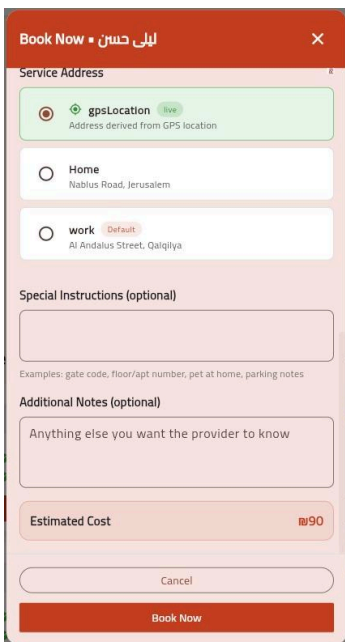 Book Now • ليلى حسن
Service Address
gpsLocation live
Address derived from GPS location
Home
Nablus Road, Jerusalem
work Default
Al Andalus Street, Qalqilya
Special Instructions (optional)
Examples: gate code, floor/apt number, pet at home, parking notes
Additional Notes (optional)
Anything else you want the provider to know
Estimated Cost ₪90
Cancel
Book Now